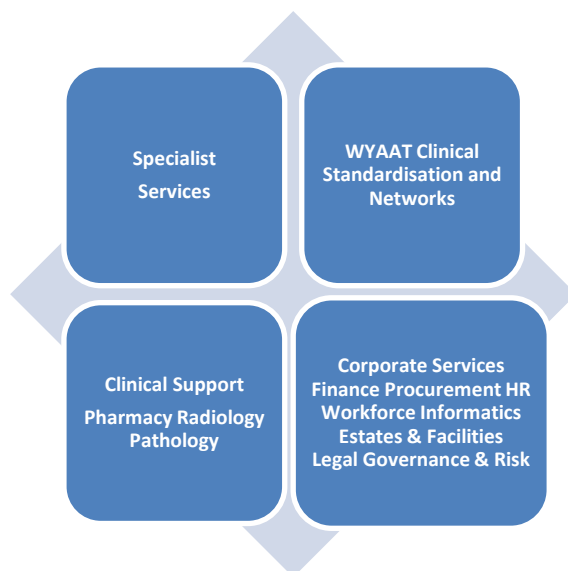 Specialist
Services
WYAAT Clinical
Standardisation and
Networks
Clinical Support
Pharmacy Radiology
Pathology
Corporate Services
Finance Procurement HR
Workforce Informatics
Estates & Facilities
Legal Governance & Risk